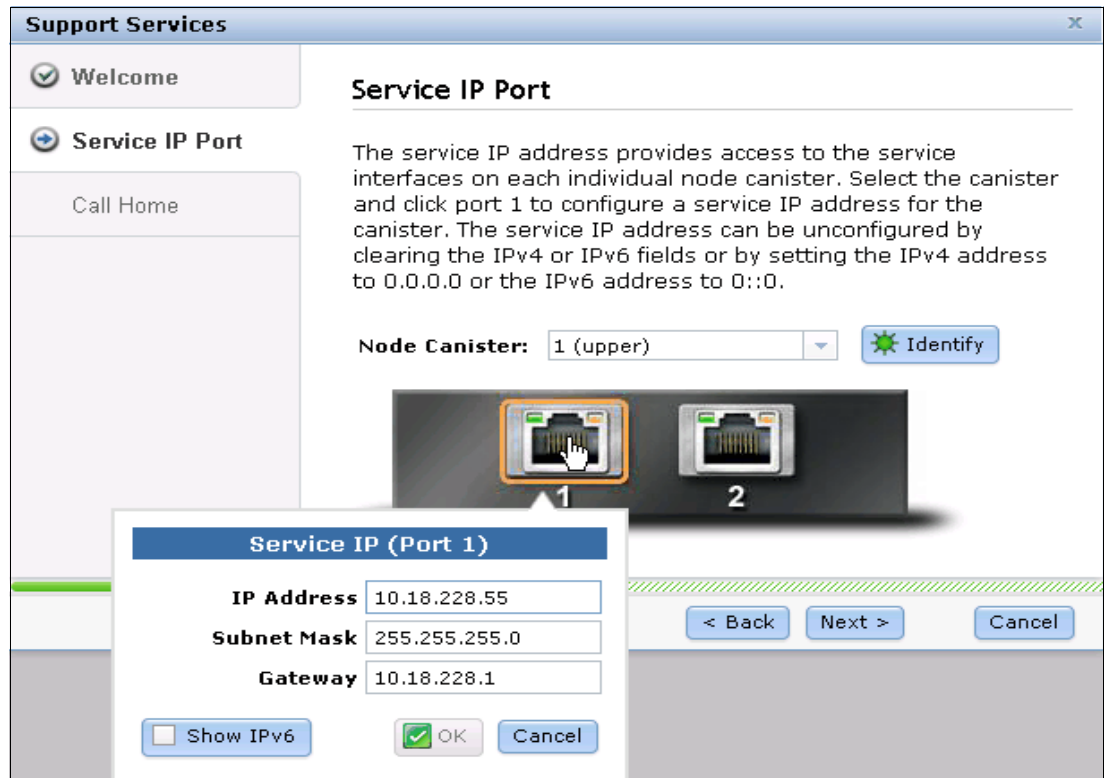 Support Services
x
Welcome
Service IP Port
Call Home
Service IP Port
The service IP address provides access to the service
interfaces on each individual node canister. Select the canister
and click port 1 to configure a service IP address for the
canister. The service IP address can be unconfigured by
clearing the IPv4 or IPv6 fields or by setting the IPv4 address
to 0.0.0.0 or the IPv6 address to 0::0.
Node Canister: 1 (upper) Identify
1 2
Service IP (Port 1)
IP Address 10.18.228.55
Subnet Mask 255.255.255.0
Gateway 10.18.228.1
Show IPv6 OK Cancel
< Back Next > Cancel